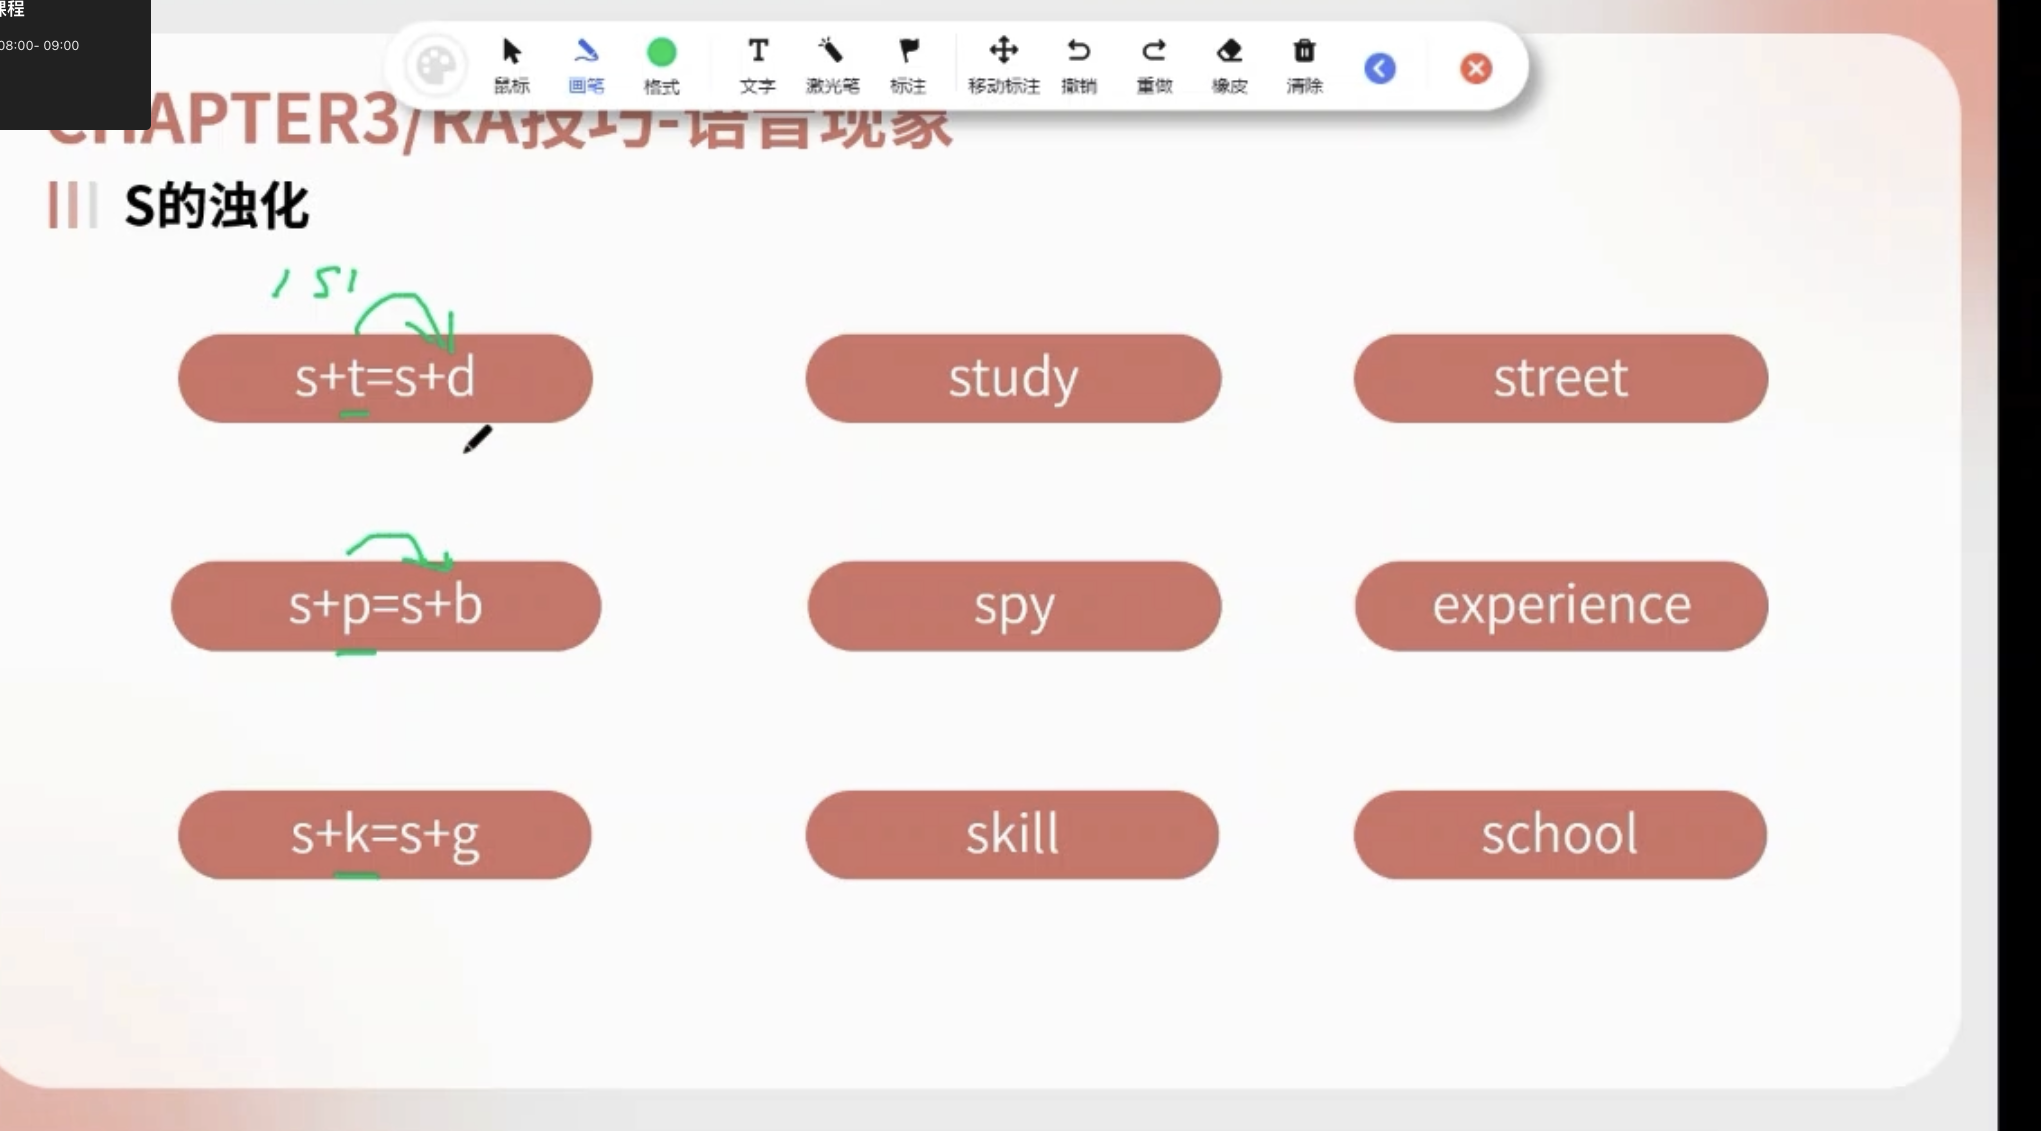 课程
08:00- 09:00
鼠标 画笔 格式 文字 激光笔 标注 移动标注 撤销 重做 橡皮 清除
CHAPTER3/RA技巧-语音现象
S的浊化
/ s /
s+t=s+d study street
s+p=s+b spy experience
s+k=s+g skill school